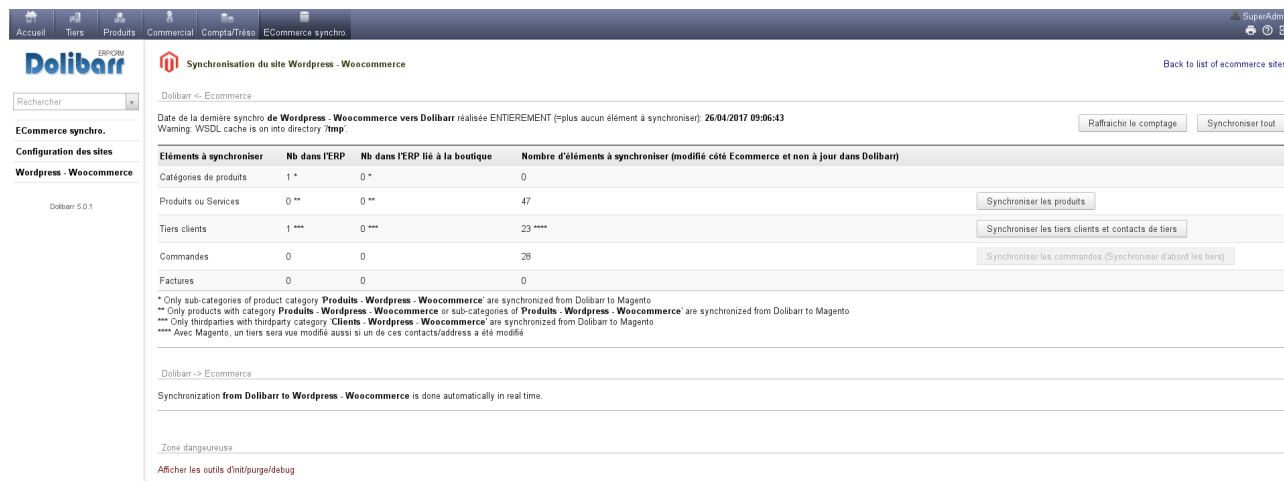 Accueil Tiers Produits Commercial Compta/Tréso ECommerce synchro.
SuperAdm
ERP/CRM
Dolibarr
Rechercher
ECommerce synchro.
Configuration des sites
Wordpress - Woocommerce
Dolibarr 5.0.1
Synchronisation du site Wordpress - Woocommerce
Back to list of ecommerce sites
Dolibarr <- Ecommerce
Date de la dernière synchro de Wordpress - Woocommerce vers Dolibarr réalisée ENTIEREMENT (=plus aucun élément à synchroniser): 26/04/2017 09:06:43
Warning: WSDL cache is on into directory '/tmp'.
Raffraichir le comptage Synchroniser tout
Eléments à synchroniser Nb dans l'ERP Nb dans l'ERP lié à la boutique Nombre d'éléments à synchroniser (modifié côté Ecommerce et non à jour dans Dolibarr)
Catégories de produits 1 * 0 * 0
Produits ou Services 0 ** 0 ** 47 Synchroniser les produits
Tiers clients 1 *** 0 *** 23 **** Synchroniser les tiers clients et contacts de tiers
Commandes 0 0 28 Synchroniser les commandes (Synchroniser d'abord les tiers)
Factures 0 0 0
* Only sub-categories of product category 'Produits - Wordpress - Woocommerce' are synchronized from Dolibarr to Magento
** Only products with category Produits - Wordpress - Woocommerce or sub-categories of 'Produits - Wordpress - Woocommerce' are synchronized from Dolibarr to Magento
*** Only thirdparties with thirdparty category 'Clients - Wordpress - Woocommerce' are synchronized from Dolibarr to Magento
**** Avec Magento, un tiers sera vue modifié aussi si un de ces contacts/address a été modifié
Dolibarr -> Ecommerce
Synchronization from Dolibarr to Wordpress - Woocommerce is done automatically in real time.
Zone dangeureuse
Afficher les outils d'init/purge/debug